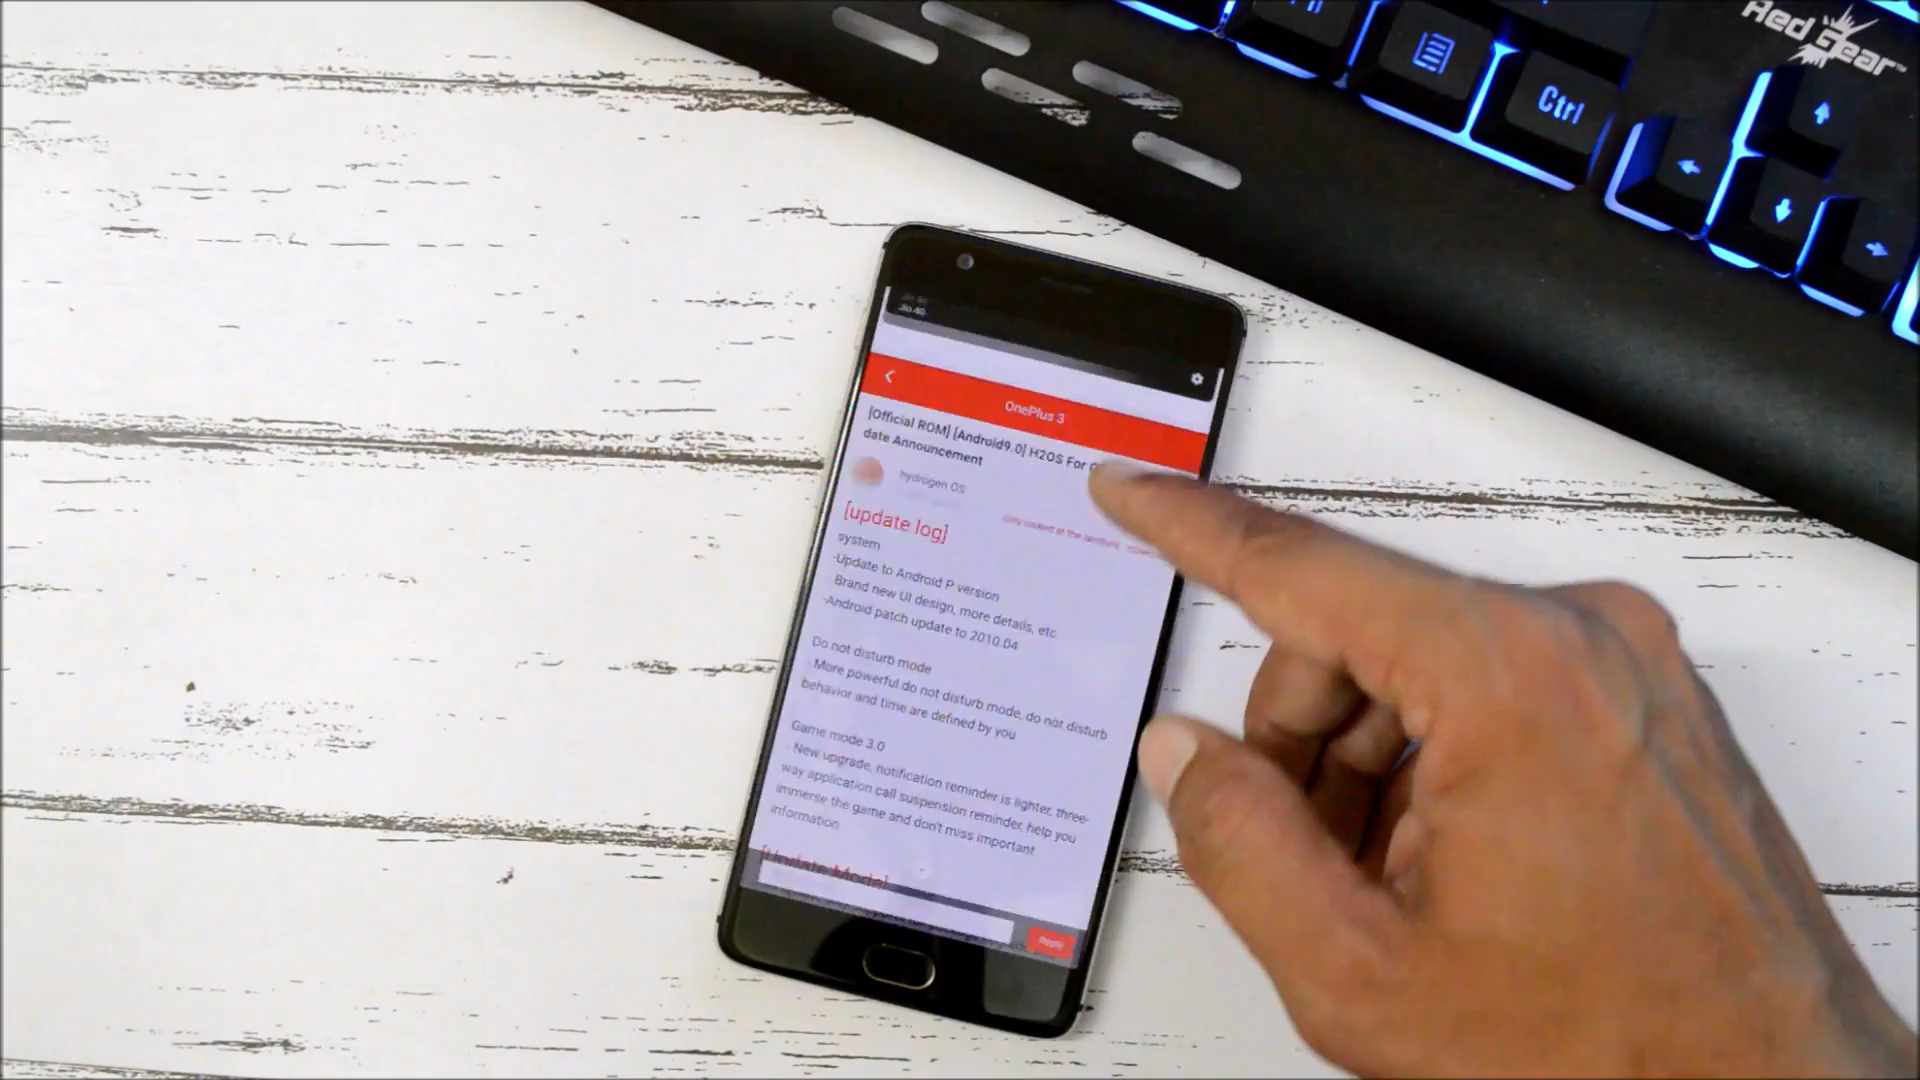 Red Gear
Ctrl
OnePlus 3
[Official ROM] [Android9.0] H2OS For
date Announcement
hydrogen OS
[update log]
system
-Update to Android P version
Brand new UI design, more details, etc
-Android patch update to 2010.04
Do not disturb mode
More powerful do not disturb mode, do not disturb
behavior and time are defined by you
Game mode 3.0
- New upgrade, notification reminder is lighter, three-
way application call suspension reminder, help you
immerse the game and don't miss important
information
[Update Mode]
Reply